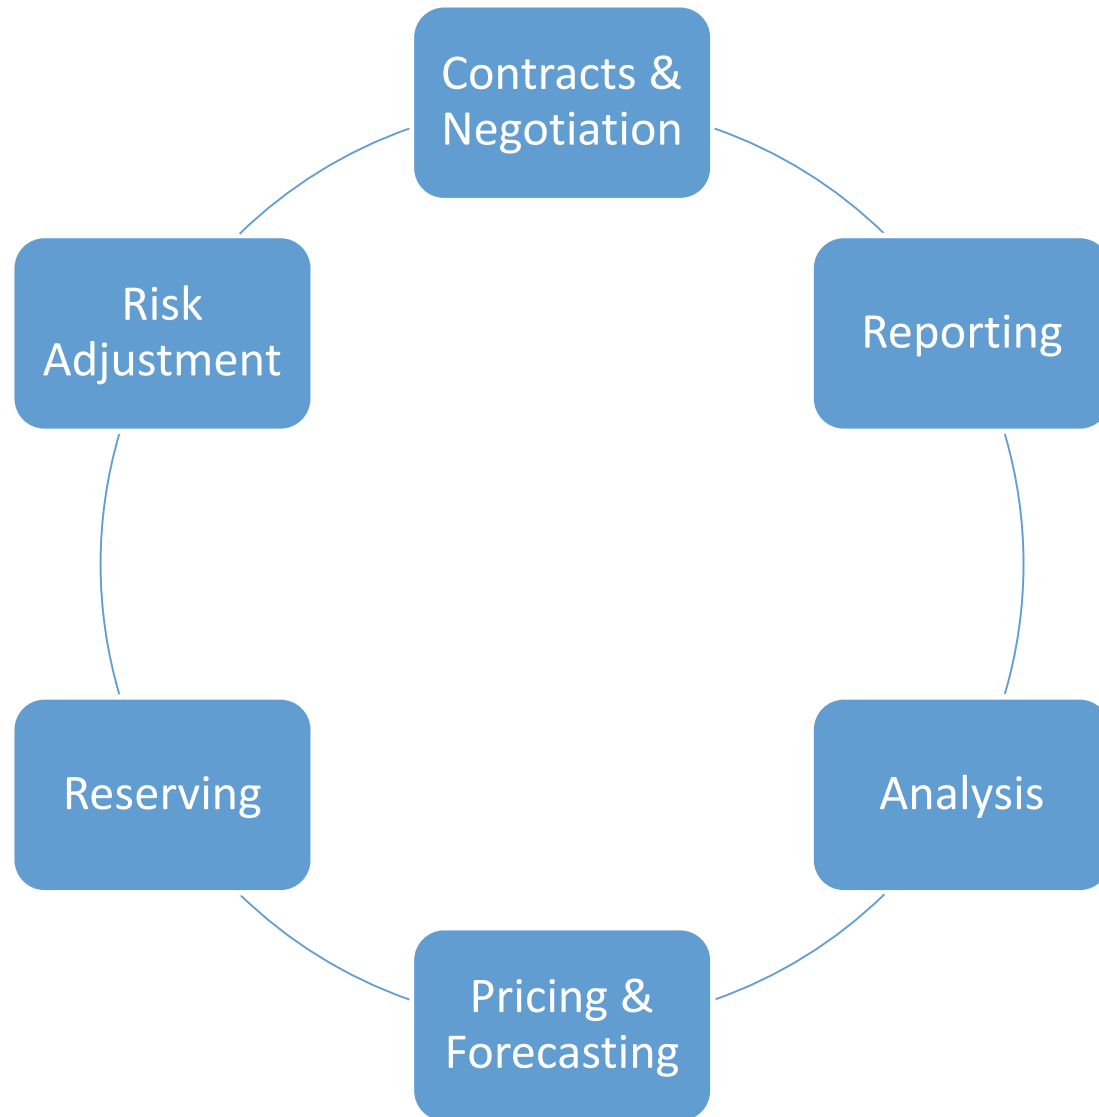 Contracts &
Negotiation
Reporting
Analysis
Pricing &
Forecasting
Reserving
Risk
Adjustment